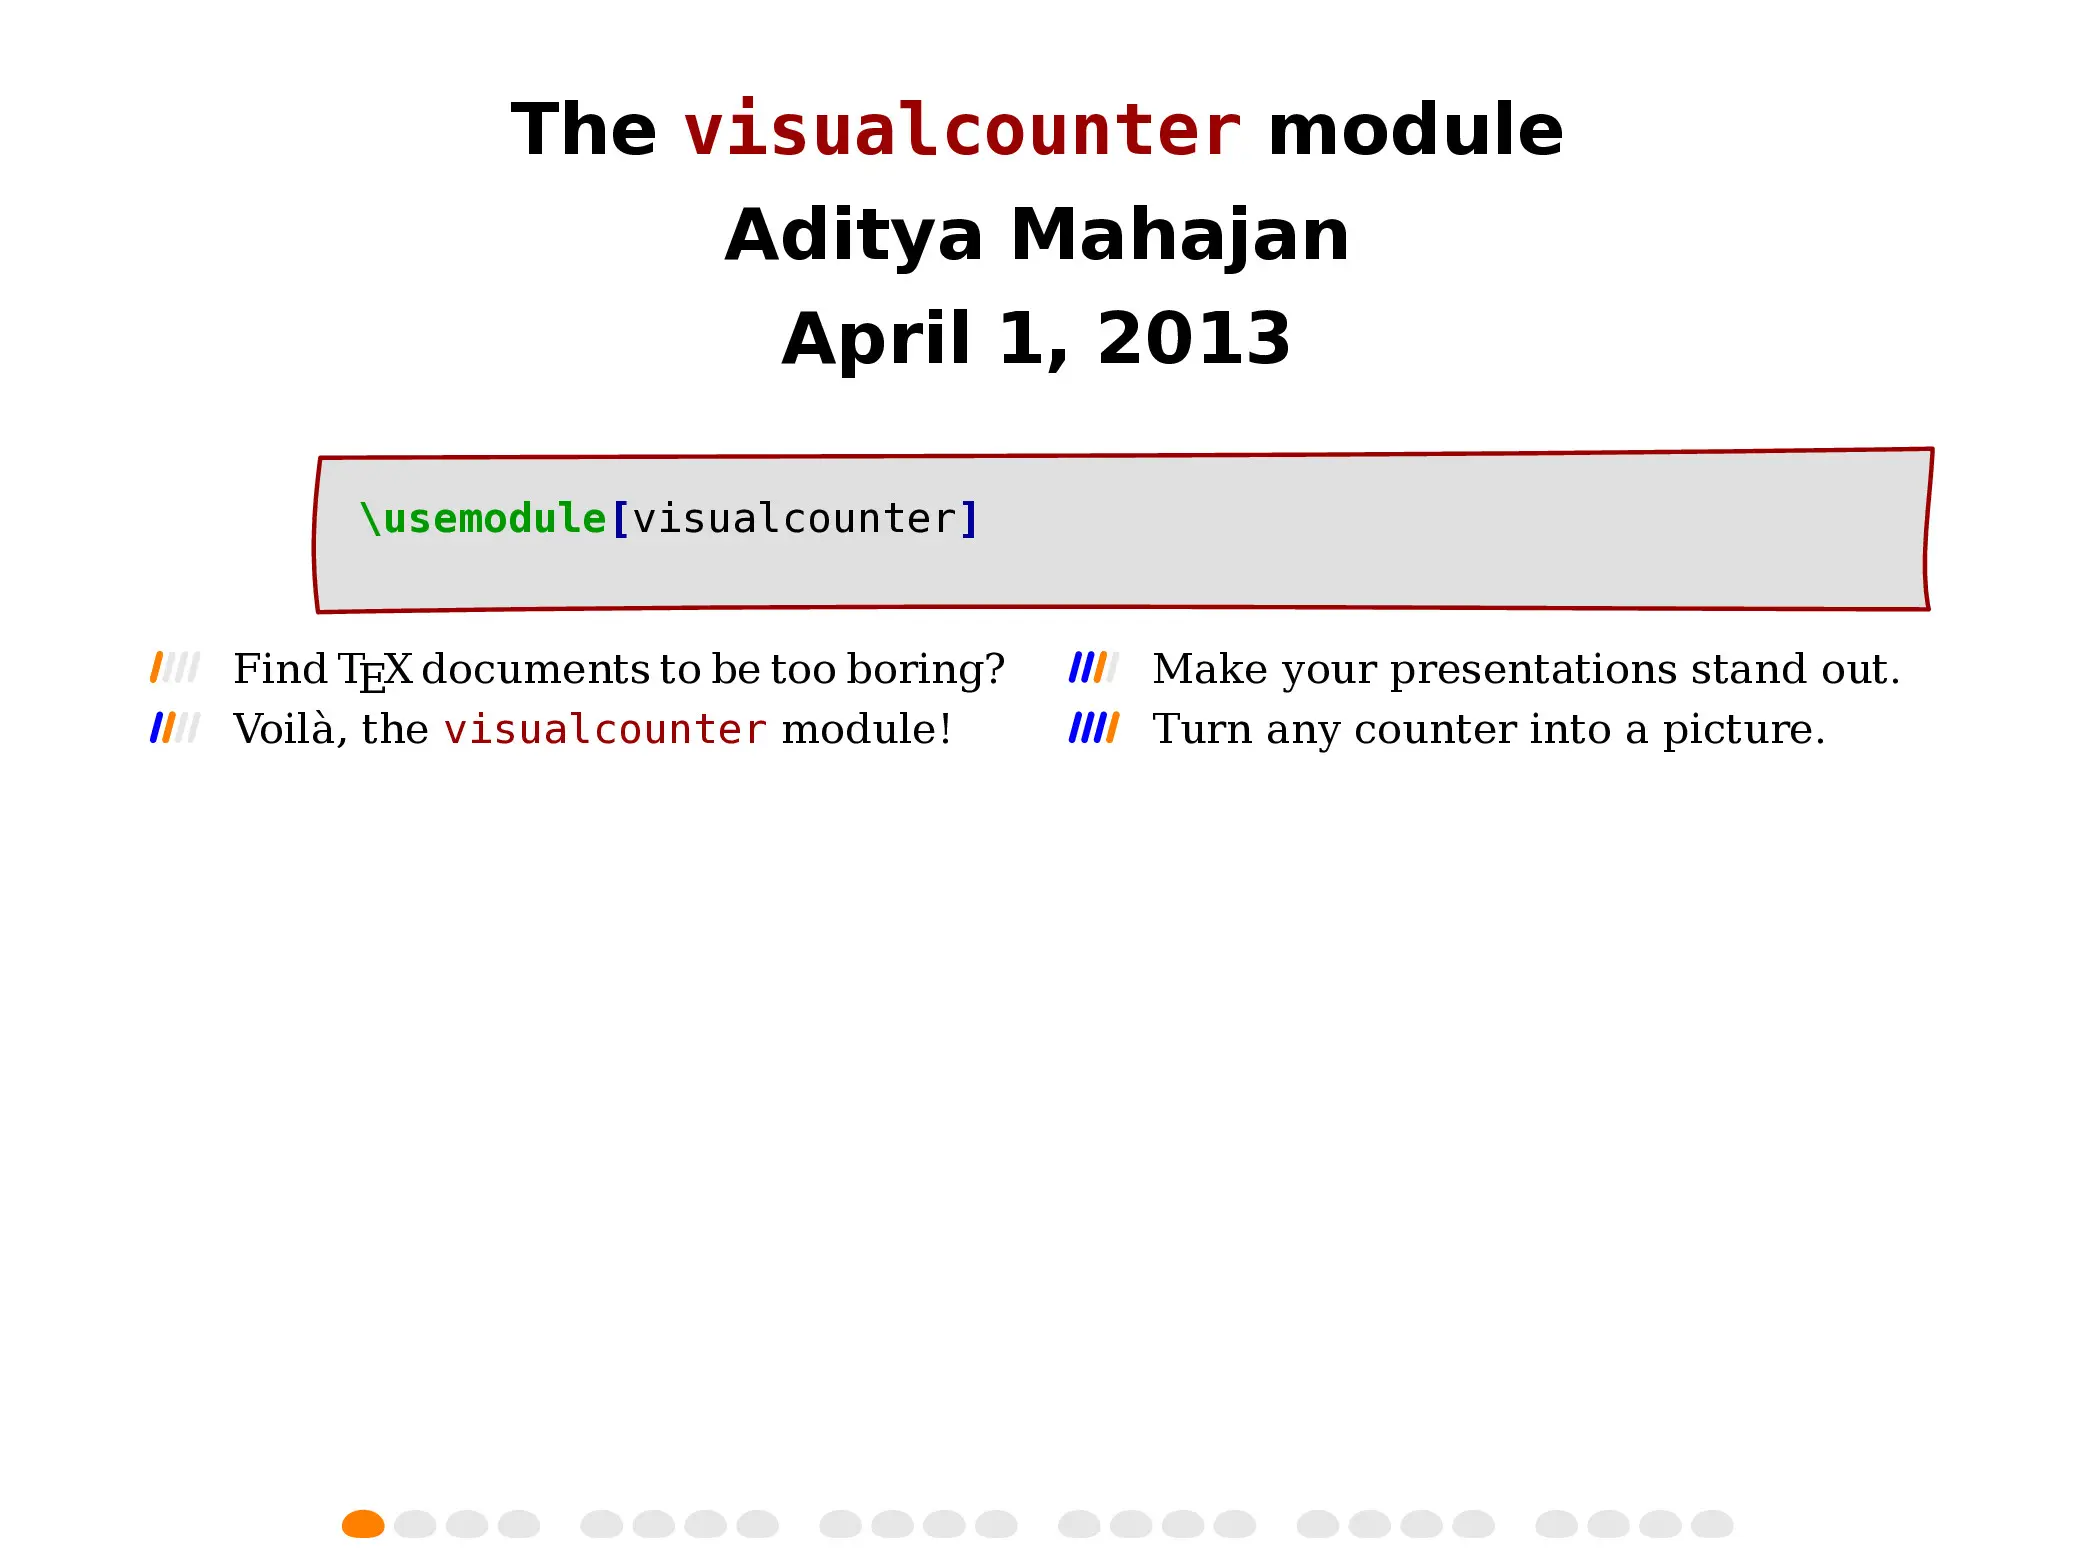 The visualcounter module
Aditya Mahajan
April 1, 2013
\usemodule[visualcounter]
Find TEX documents to be too boring?
Voilà, the visualcounter module!
Make your presentations stand out.
Turn any counter into a picture.